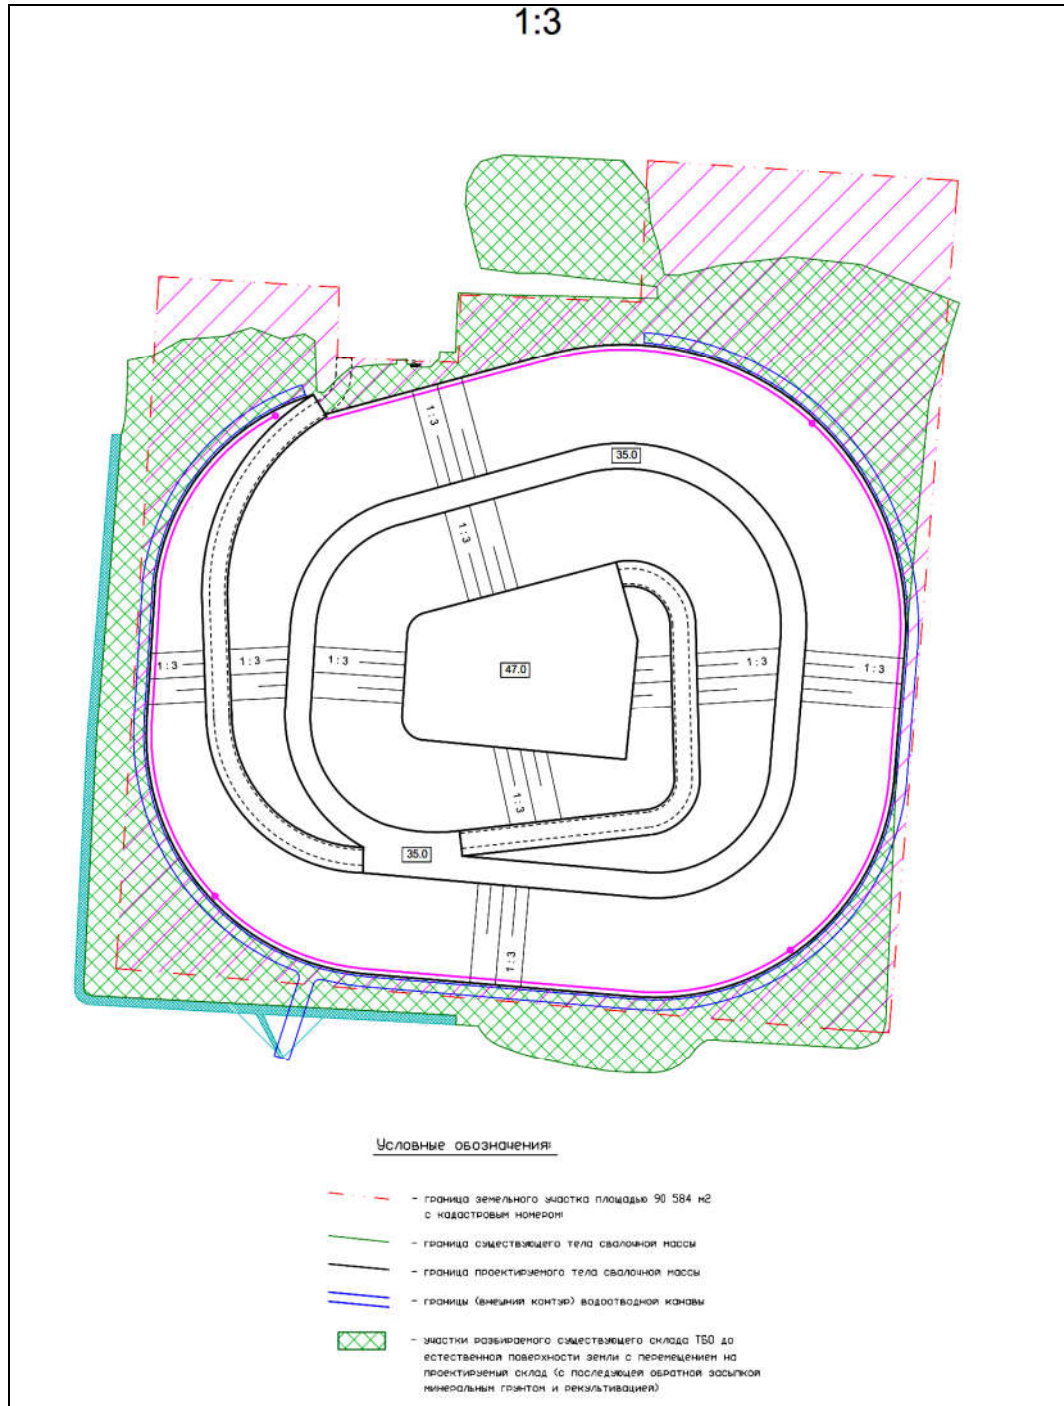 1:3
35.0
1:3
1:3
47.0
1:3
1:3
1:3
1:3
1:3
1:3
35.0
1:3
Условные обозначения:
- граница земельного участка площадью 90 584 м2
с кадастровым номером:
- граница существующего тела свалочной массы
- граница проектируемого тела свалочной массы
- границы (внешний контур) водоотводной канавы
- участки разбираемого существующего склада ТБО до
естественной поверхности земли с перемещением на
проектируемый склад (с последующей обратной засыпкой
минеральным грунтом и рекультивацией)